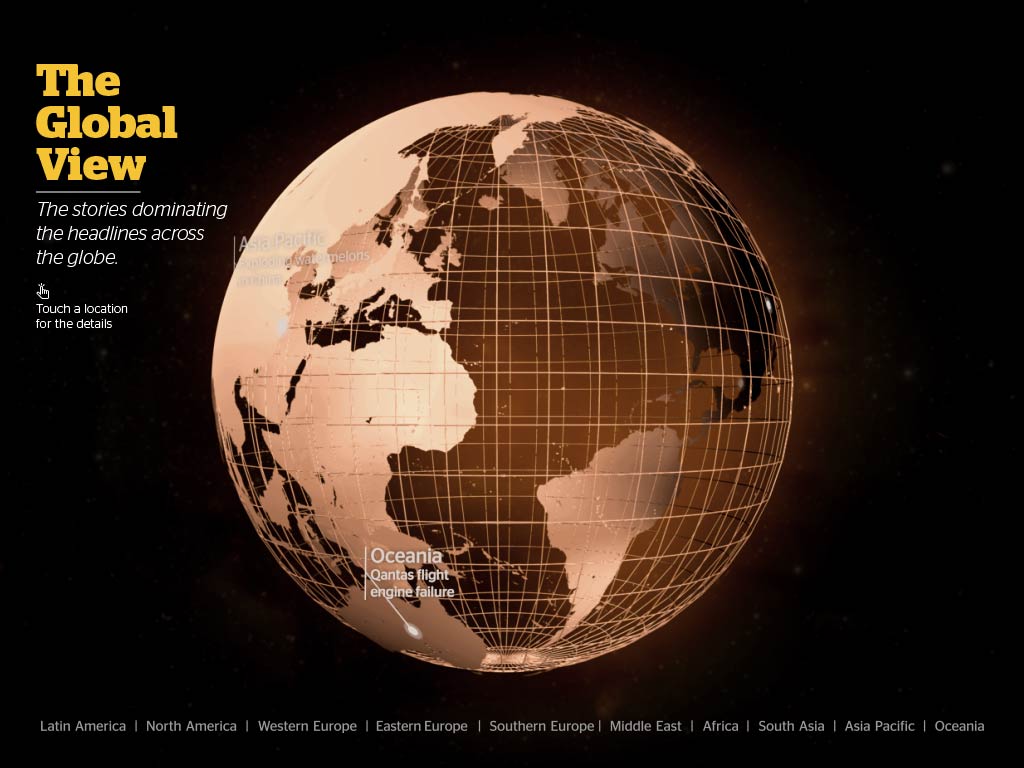 The
Global
View
The stories dominating
the headlines across
the globe.
Touch a location
for the details
Asia Pacific
Exploding watermelons
in China
Oceania
Qantas flight
engine failure
Latin America | North America | Western Europe | Eastern Europe | Southern Europe | Middle East | Africa | South Asia | Asia Pacific | Oceania